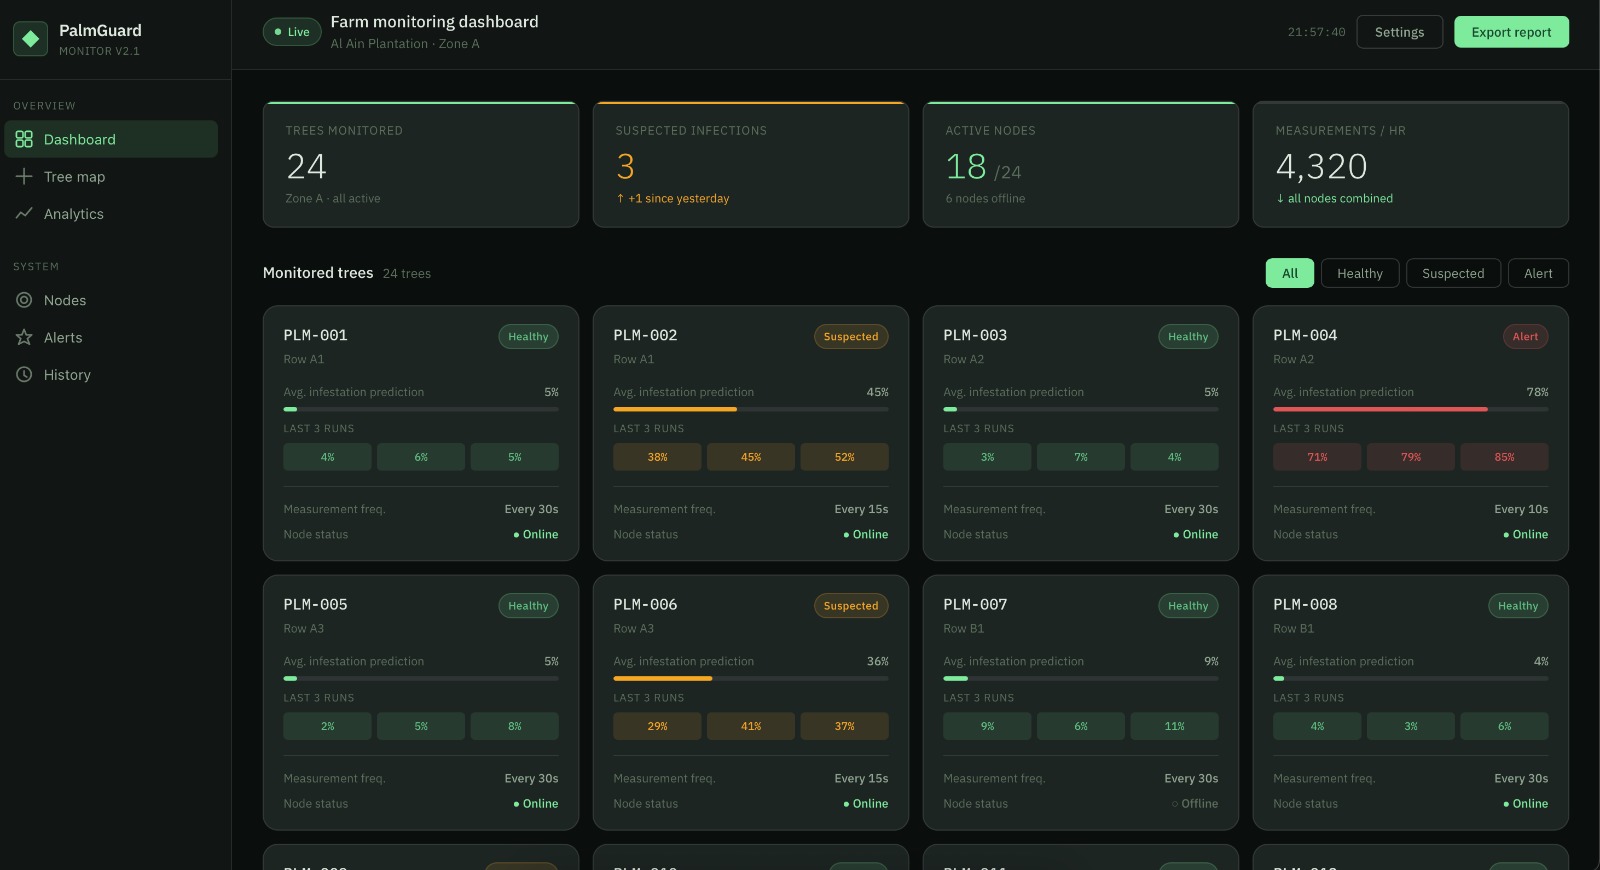 PalmGuard
MONITOR V2.1
OVERVIEW
Dashboard
Tree map
Analytics
SYSTEM
Nodes
Alerts
History
Live
Farm monitoring dashboard
Al Ain Plantation · Zone A
21:57:40
Settings
Export report
TREES MONITORED
24
Zone A · all active
SUSPECTED INFECTIONS
3
↑ +1 since yesterday
ACTIVE NODES
18 /24
6 nodes offline
MEASUREMENTS / HR
4,320
↓ all nodes combined
Monitored trees 24 trees
All
Healthy
Suspected
Alert
PLM-001
Healthy
Row A1
Avg. infestation prediction 5%
LAST 3 RUNS
4% 6% 5%
Measurement freq. Every 30s
Node status Online
PLM-002
Suspected
Row A1
Avg. infestation prediction 45%
LAST 3 RUNS
38% 45% 52%
Measurement freq. Every 15s
Node status Online
PLM-003
Healthy
Row A2
Avg. infestation prediction 5%
LAST 3 RUNS
3% 7% 4%
Measurement freq. Every 30s
Node status Online
PLM-004
Alert
Row A2
Avg. infestation prediction 78%
LAST 3 RUNS
71% 79% 85%
Measurement freq. Every 10s
Node status Online
PLM-005
Healthy
Row A3
Avg. infestation prediction 5%
LAST 3 RUNS
2% 5% 8%
Measurement freq. Every 30s
Node status Online
PLM-006
Suspected
Row A3
Avg. infestation prediction 36%
LAST 3 RUNS
29% 41% 37%
Measurement freq. Every 15s
Node status Online
PLM-007
Healthy
Row B1
Avg. infestation prediction 9%
LAST 3 RUNS
9% 6% 11%
Measurement freq. Every 30s
Node status Offline
PLM-008
Healthy
Row B1
Avg. infestation prediction 4%
LAST 3 RUNS
4% 3% 6%
Measurement freq. Every 30s
Node status Online